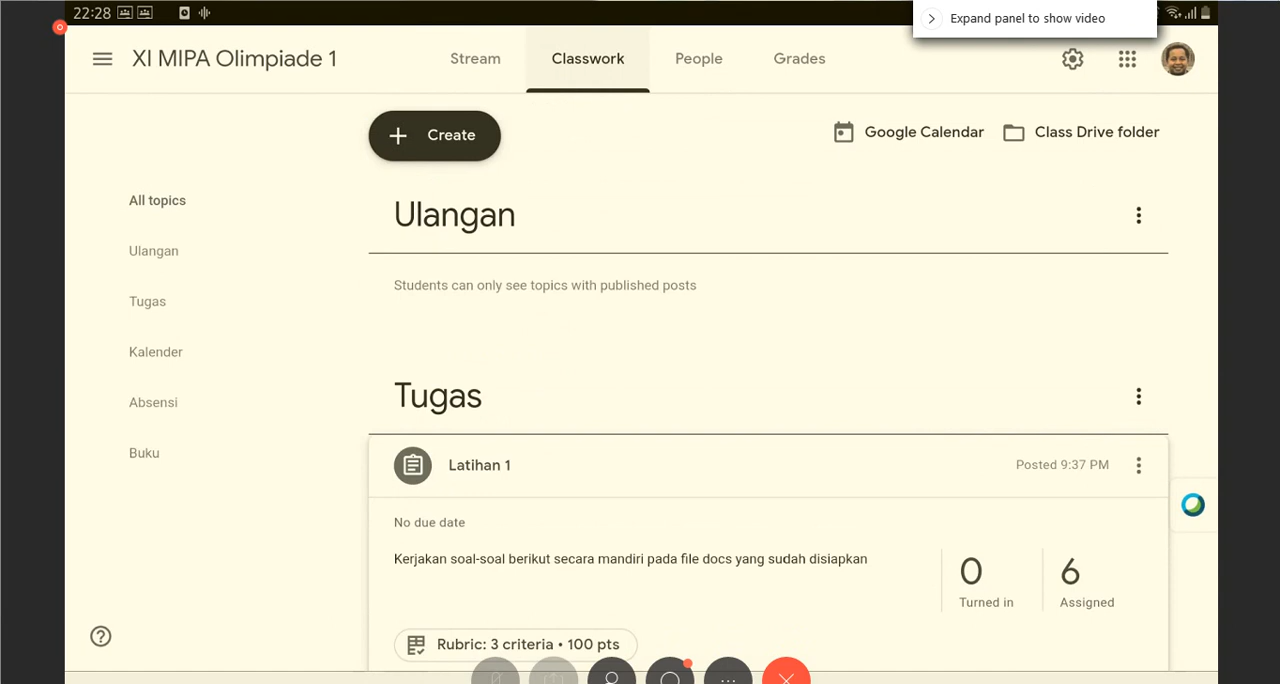 22:28
Expand panel to show video
XI MIPA Olimpiade 1
Stream
Classwork
People
Grades
Create
Google Calendar
Class Drive folder
All topics
Ulangan
Tugas
Kalender
Absensi
Buku
Ulangan
Students can only see topics with published posts
Tugas
Latihan 1
Posted 9:37 PM
No due date
Kerjakan soal-soal berikut secara mandiri pada file docs yang sudah disiapkan
0
Turned in
6
Assigned
Rubric: 3 criteria • 100 pts